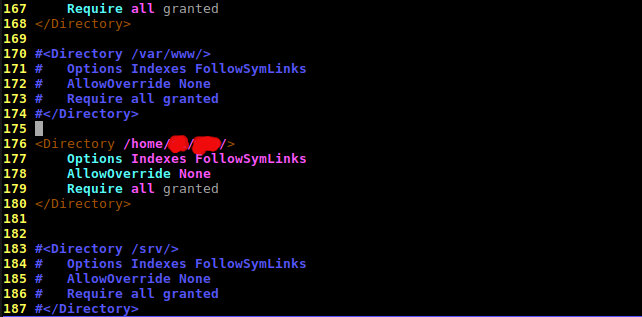 167     Require all granted
168 </Directory>
169
170 #<Directory /var/www/>
171 #   Options Indexes FollowSymLinks
172 #   AllowOverride None
173 #   Require all granted
174 #</Directory>
175
176 <Directory /home/ / />
177     Options Indexes FollowSymLinks
178     AllowOverride None
179     Require all granted
180 </Directory>
181
182
183 #<Directory /srv/>
184 #   Options Indexes FollowSymLinks
185 #   AllowOverride None
186 #   Require all granted
187 #</Directory>